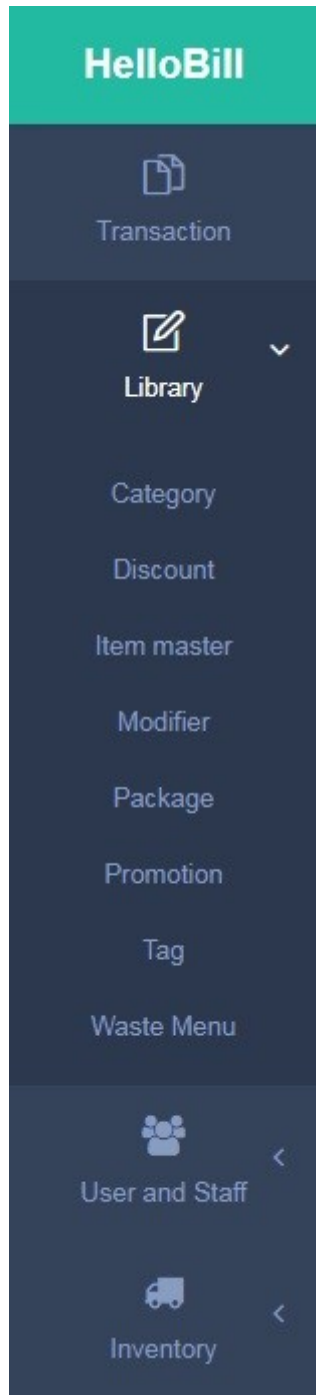 HelloBill
Transaction
Library
Category
Discount
Item master
Modifier
Package
Promotion
Tag
Waste Menu
User and Staff
Inventory